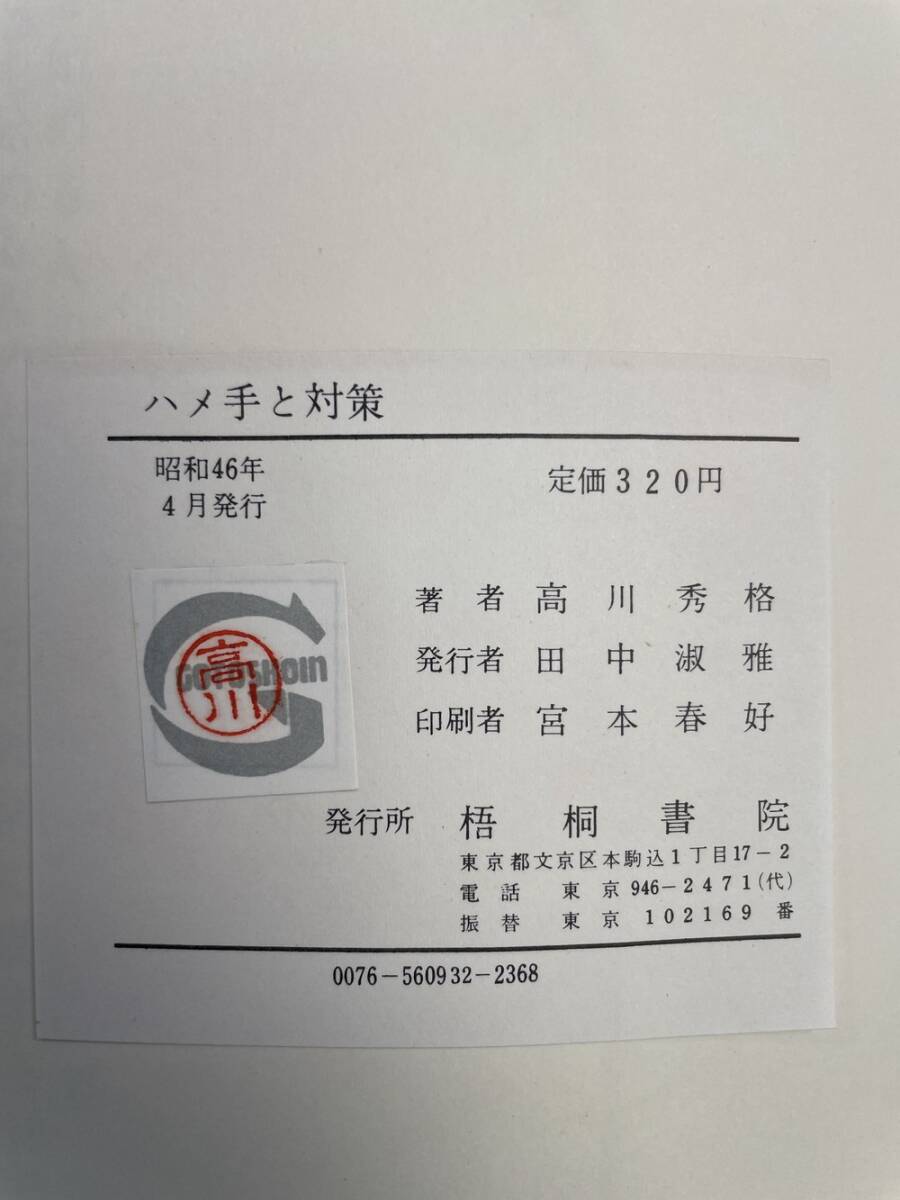 ハメ手と対策
昭和46年
4月発行
定価320円
高川
GOTOSHOIN
著者 高川秀格
発行者 田中淑雅
印刷者 宮本春好
発行所 梧桐書院
東京都文京区本駒込1丁目17-2
電話 東京 946-2471(代)
振替 東京 102169 番
0076-560932-2368